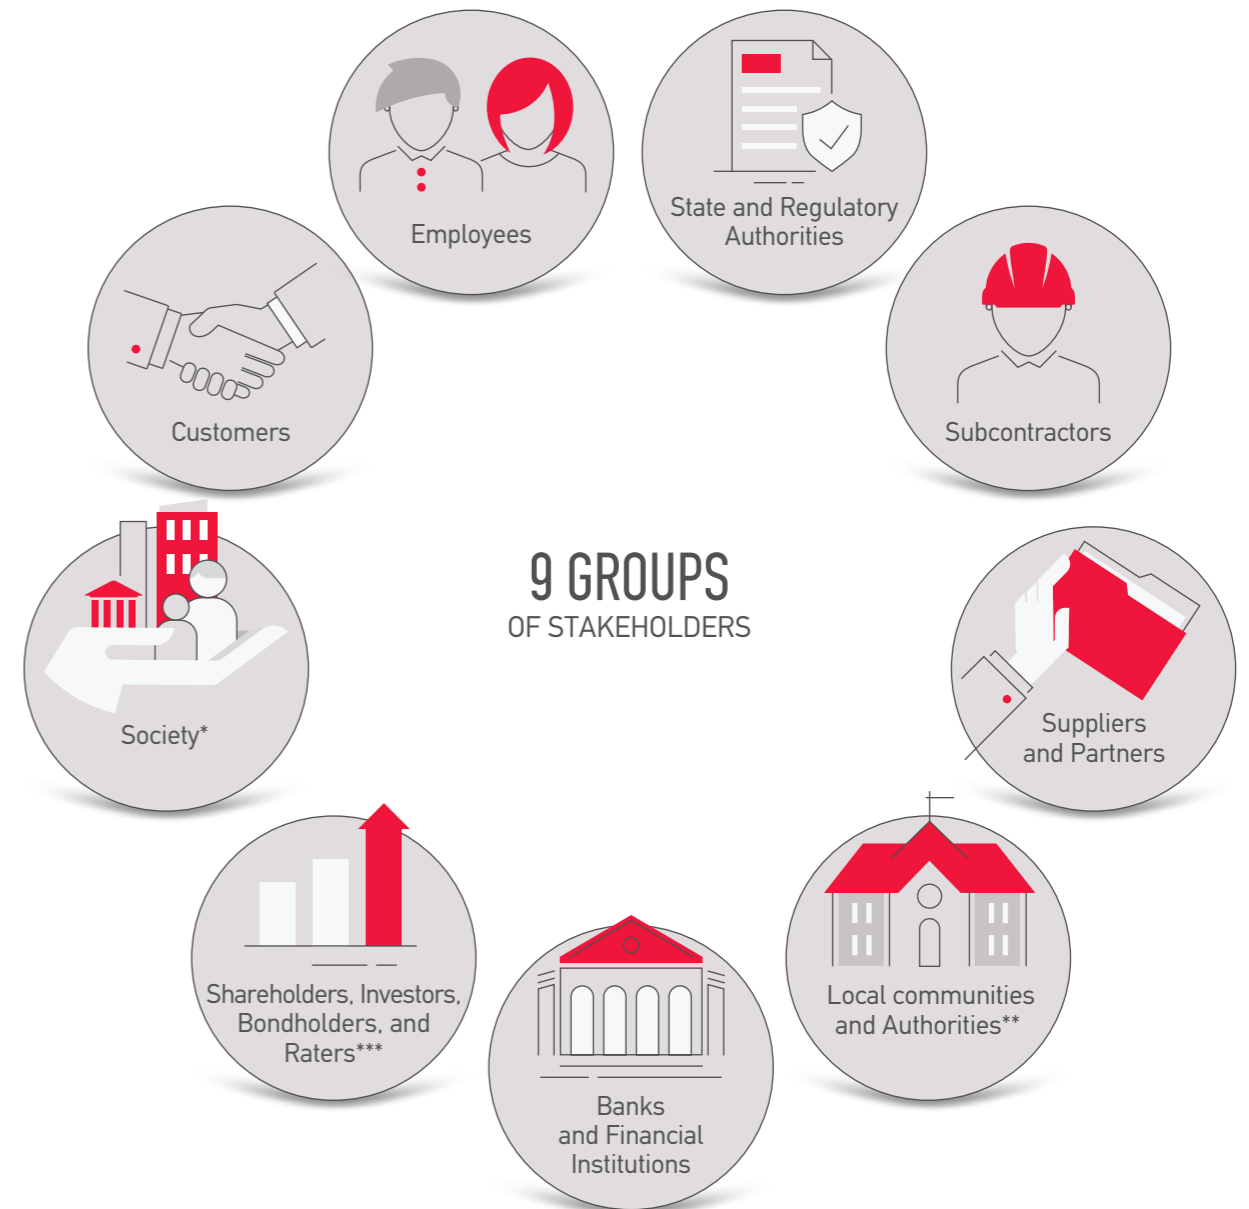 Employees
State and Regulatory
Authorities
Customers
Subcontractors
9 GROUPS
OF STAKEHOLDERS
Society*
Suppliers
and Partners
Shareholders, Investors,
Bondholders, and
Raters***
Local communities
and Authorities**
Banks
and Financial
Institutions